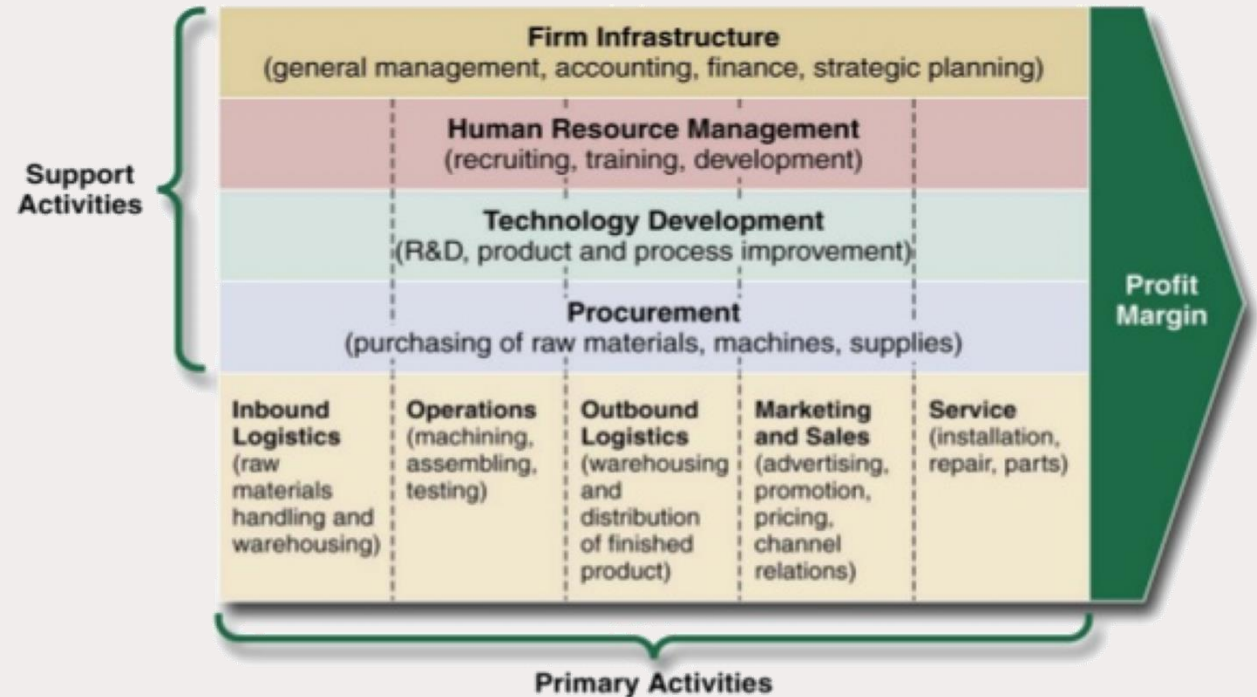 Firm Infrastructure
(general management, accounting, finance, strategic planning)
Human Resource Management
(recruiting, training, development)
Support
Activities
Technology Development
(R&D, product and process improvement)
Procurement
(purchasing of raw materials, machines, supplies)
Profit
Margin
Inbound
Logistics
(raw
materials
handling and
warehousing)
Operations
(machining,
assembling,
testing)
Outbound
Logistics
(warehousing
and
distribution
of finished
product)
Marketing
and Sales
(advertising,
promotion,
pricing,
channel
relations)
Service
(installation,
repair, parts)
Primary Activities